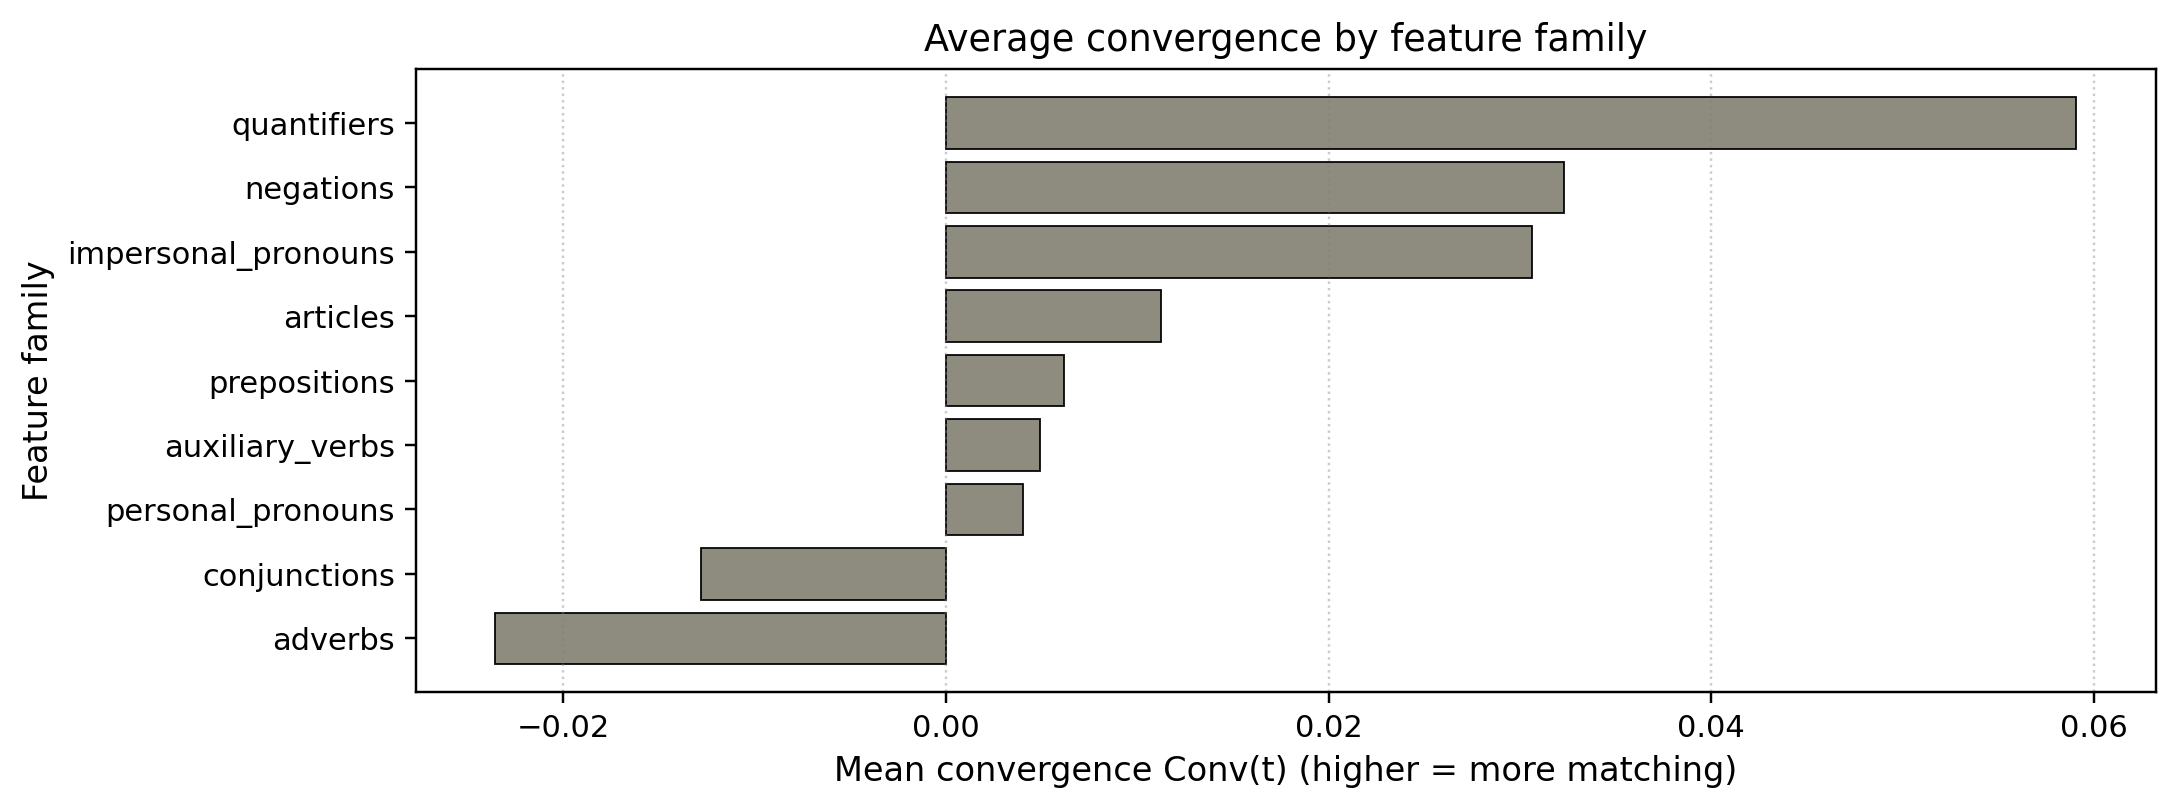 Average convergence by feature family
Feature family
quantifiers
negations
impersonal_pronouns
articles
prepositions
auxiliary_verbs
personal_pronouns
conjunctions
adverbs
−0.02 0.00 0.02 0.04 0.06
Mean convergence Conv(t) (higher = more matching)